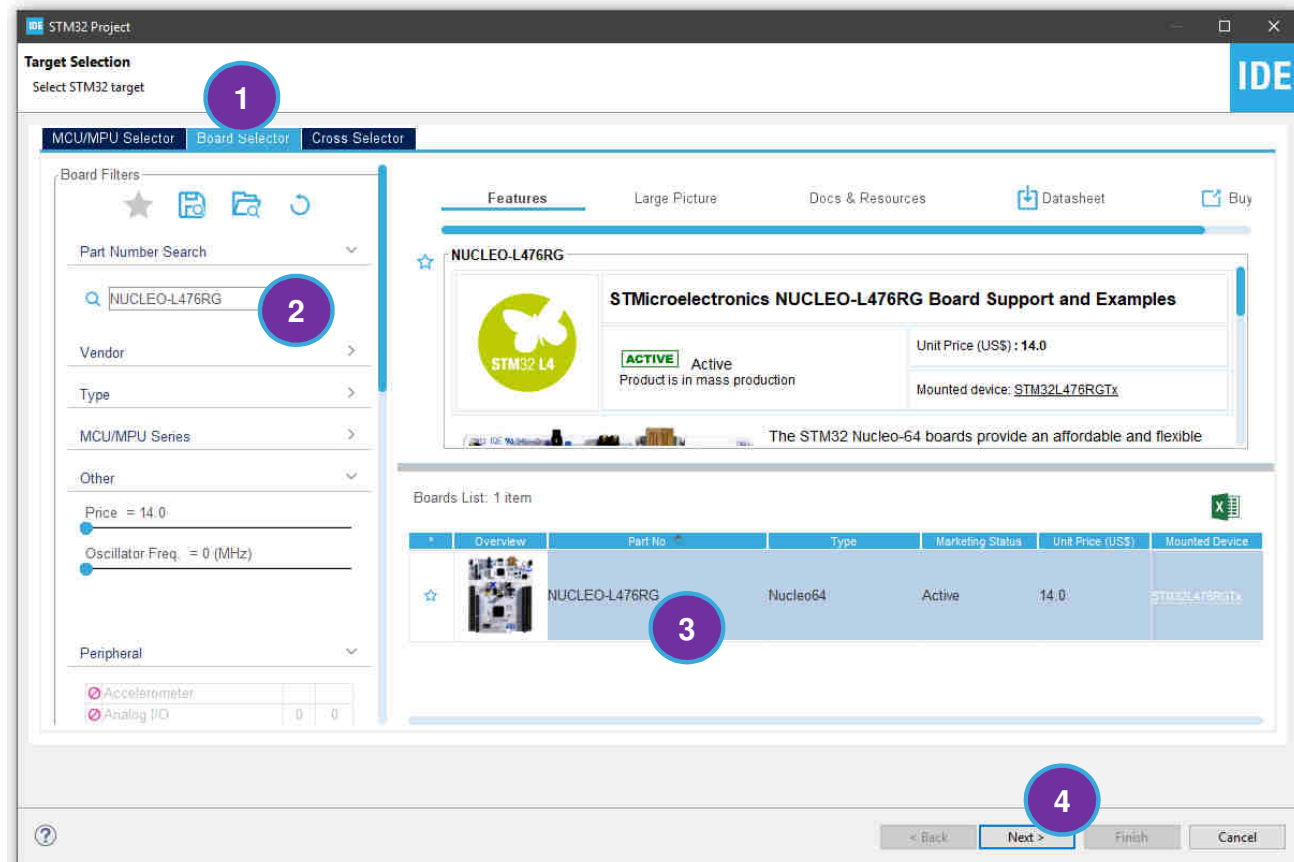 IDE STM32 Project
Target Selection
Select STM32 target
IDE
1
MCU/MPU Selector Board Selector Cross Selector
Board Filters
Part Number Search
NUCLEO-L476RG
2
Vendor
Type
MCU/MPU Series
Other
Price = 14.0
Oscillator Freq. = 0 (MHz)
Peripheral
Accelerometer
Analog I/O 0 0
Features Large Picture Docs & Resources Datasheet Buy
NUCLEO-L476RG
STM32 L4
STMicroelectronics NUCLEO-L476RG Board Support and Examples
ACTIVE Active
Product is in mass production
Unit Price (US$) : 14.0
Mounted device: STM32L476RGTx
The STM32 Nucleo-64 boards provide an affordable and flexible
Boards List: 1 item
X
* Overview Part No Type Marketing Status Unit Price (US$) Mounted Device
NUCLEO-L476RG Nucleo64 Active 14.0 STM32L476RGTx
3
4
? < Back Next > Finish Cancel